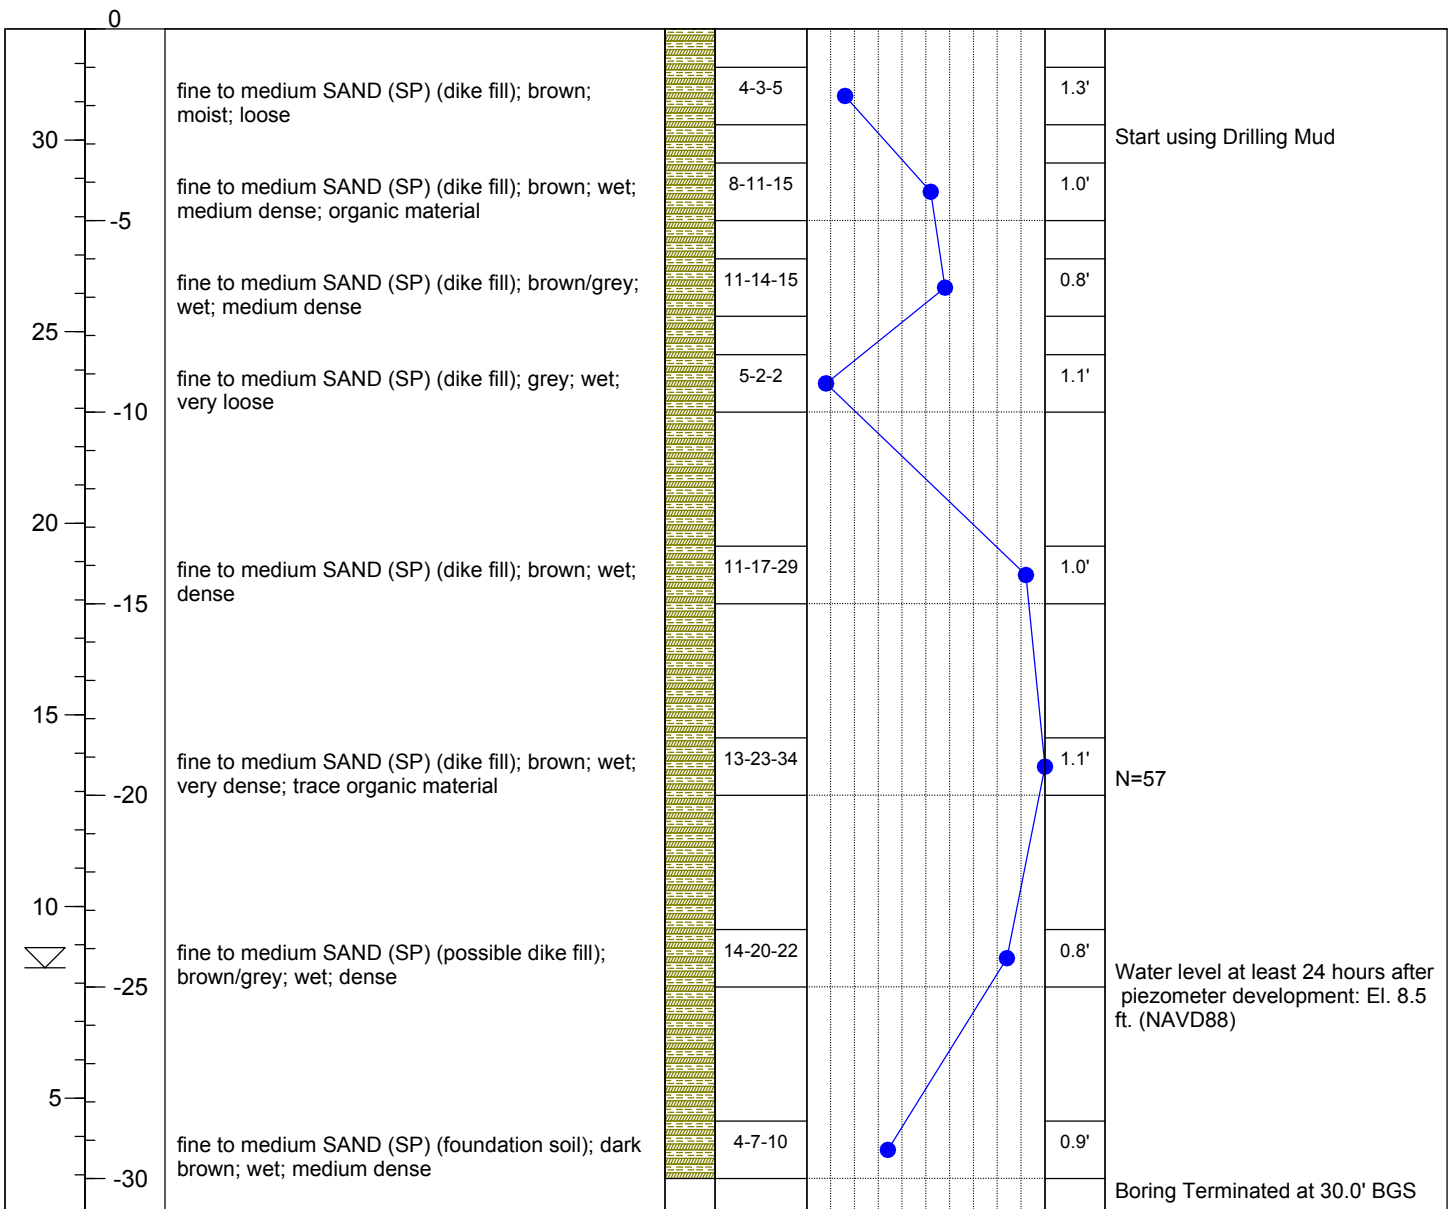 0
fine to medium SAND (SP) (dike fill); brown;
moist; loose
4-3-5
1.3'
30
Start using Drilling Mud
fine to medium SAND (SP) (dike fill); brown; wet;
medium dense; organic material
8-11-15
1.0'
-5
fine to medium SAND (SP) (dike fill); brown/grey;
wet; medium dense
11-14-15
0.8'
25
fine to medium SAND (SP) (dike fill); grey; wet;
very loose
5-2-2
1.1'
-10
20
fine to medium SAND (SP) (dike fill); brown; wet;
dense
11-17-29
1.0'
-15
15
fine to medium SAND (SP) (dike fill); brown; wet;
very dense; trace organic material
13-23-34
1.1'
N=57
-20
10
fine to medium SAND (SP) (possible dike fill);
brown/grey; wet; dense
14-20-22
0.8'
Water level at least 24 hours after
piezometer development: El. 8.5
ft. (NAVD88)
-25
5
fine to medium SAND (SP) (foundation soil); dark
brown; wet; medium dense
4-7-10
0.9'
-30
Boring Terminated at 30.0' BGS